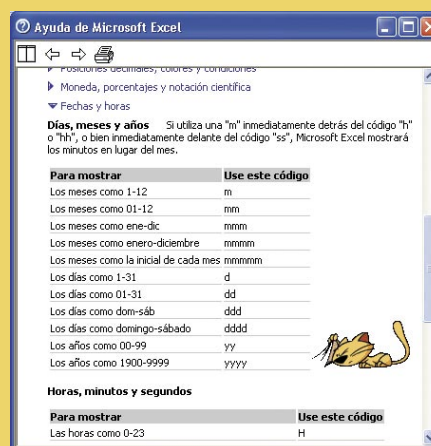 Ayuda de Microsoft Excel
Posiciones decimales, colores y condiciones
Moneda, porcentajes y notación científica
Fechas y horas
Días, meses y años Si utiliza una "m" inmediatamente detrás del código "h"
o "hh", o bien inmediatamente delante del código "ss", Microsoft Excel mostrará
los minutos en lugar del mes.
Para mostrar Use este código
Los meses como 1-12 m
Los meses como 01-12 mm
Los meses como ene-dic mmm
Los meses como enero-diciembre mmmm
Los meses como la inicial de cada mes mmmmm
Los días como 1-31 d
Los días como 01-31 dd
Los días como dom-sáb ddd
Los días como domingo-sábado dddd
Los años como 00-99 yy
Los años como 1900-9999 yyyy
Horas, minutos y segundos
Para mostrar Use este código
Las horas como 0-23 H